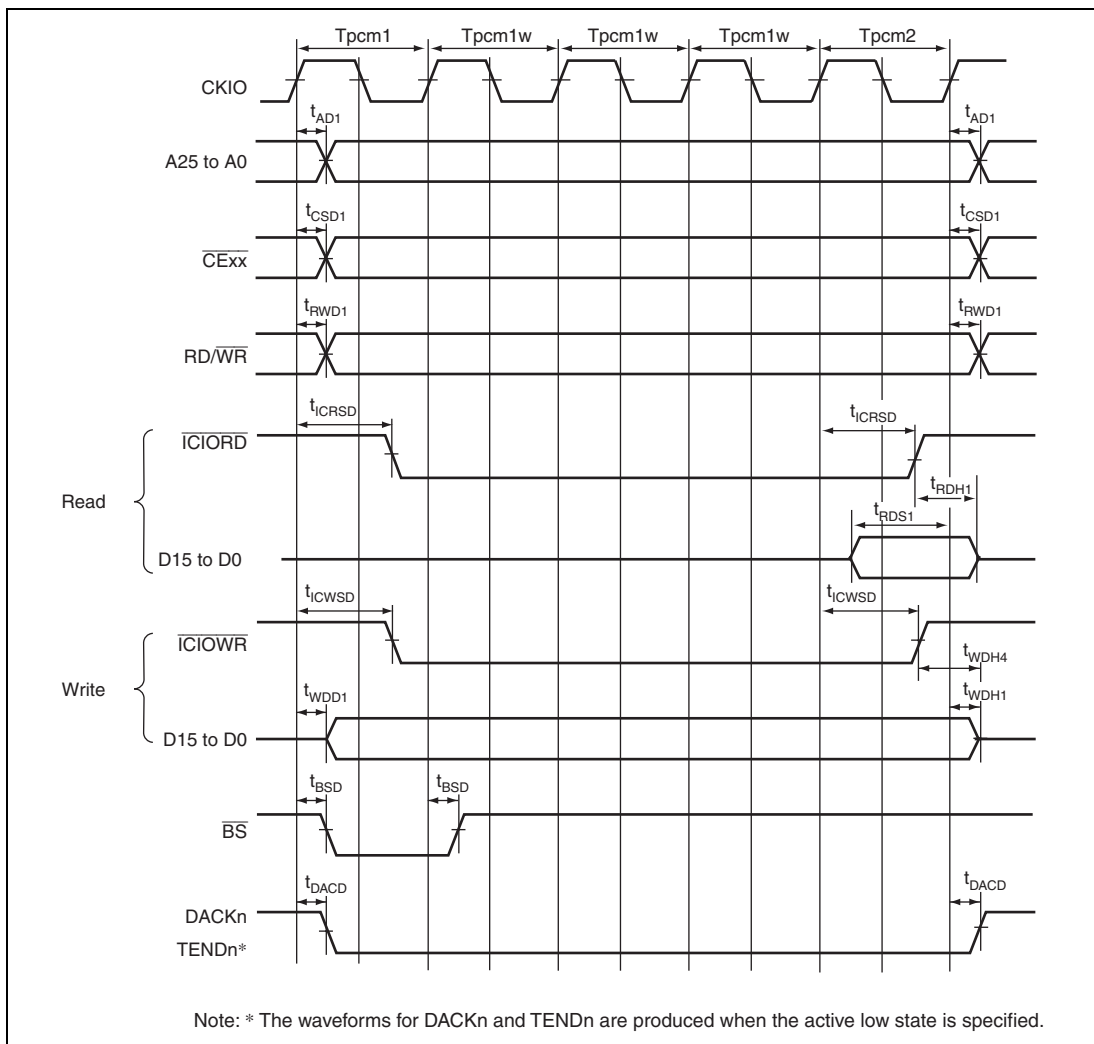 Tpcm1 Tpcm1w Tpcm1w Tpcm1w Tpcm2
CKIO
tAD1 tAD1
A25 to A0
tCSD1 tCSD1
CExx
tRWD1 tRWD1
RD/WR
tICRSD tICRSD
ICIORD
tRDH1
Read
tRDS1
D15 to D0
tICWSD tICWSD
ICIOWR
tWDH4
Write
tWDD1 tWDH1
D15 to D0
tBSD tBSD
BS
tDACD tDACD
DACKn
TENDn*
Note: * The waveforms for DACKn and TENDn are produced when the active low state is specified.